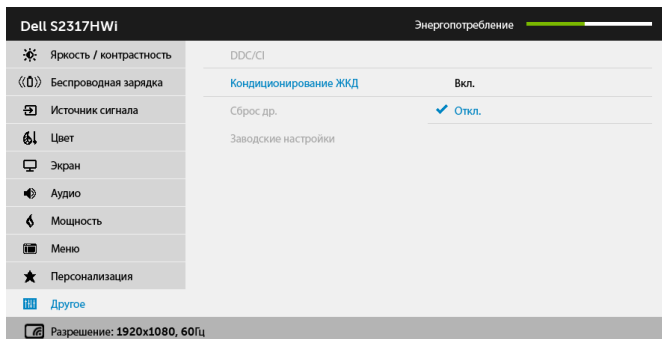 Dell S2317HWi
Энергопотребление
Яркость / контрастность
DDC/CI
Беспроводная зарядка
Кондиционирование ЖКД
Вкл.
Источник сигнала
Сброс др.
Откл.
Цвет
Заводские настройки
Экран
Аудио
Мощность
Меню
Персонализация
Другое
Разрешение: 1920x1080, 60Гц